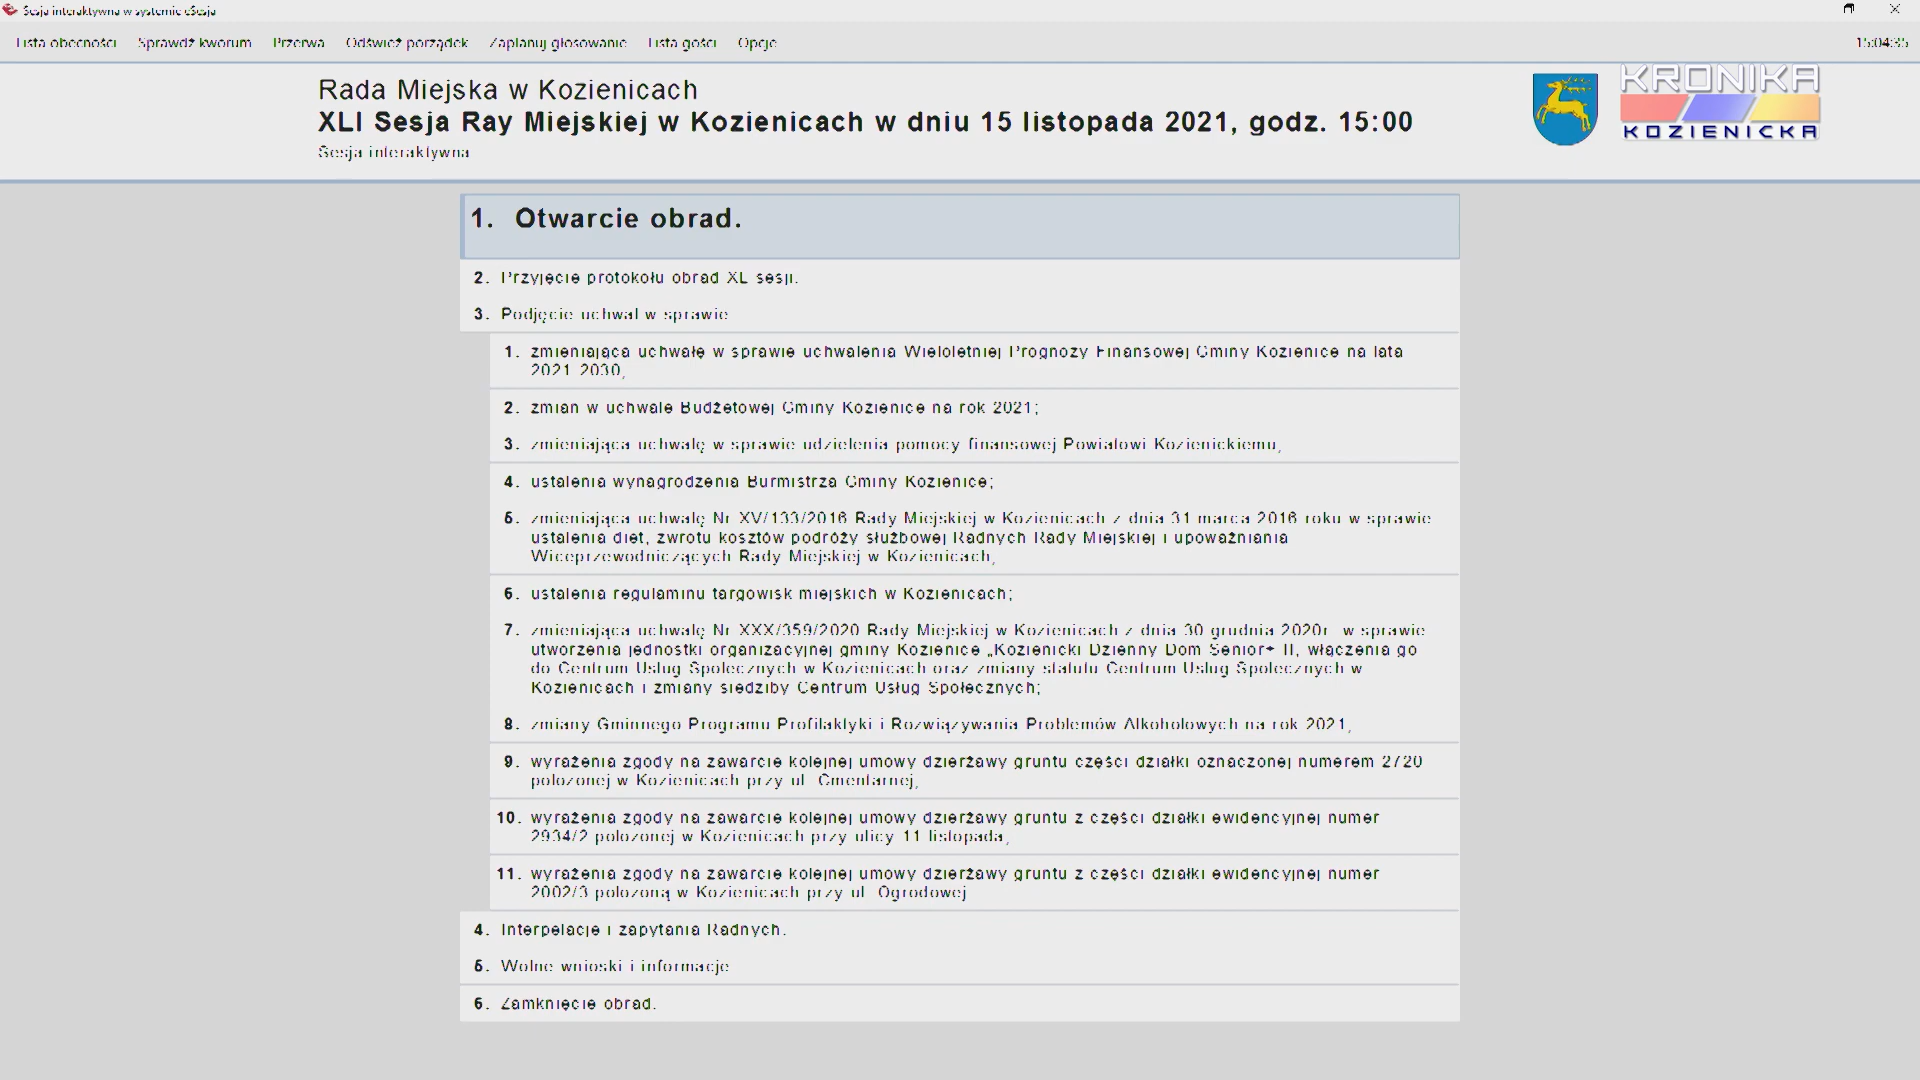 Sesja interaktywna w systemie eSesja
Lista obecności Sprawdź kworum Przerwa Odśwież porządek Zaplanuj głosowanie Lista gości Opcje 15:04:35
Rada Miejska w Kozienicach
XLI Sesja Ray Miejskiej w Kozienicach w dniu 15 listopada 2021, godz. 15:00
Sesja interaktywna
KRONIKA
KOZIENICKA
1. Otwarcie obrad.
2. Przyjęcie protokołu obrad XL sesji.
3. Podjęcie uchwał w sprawie
1. zmieniająca uchwałę w sprawie uchwalenia Wieloletniej Prognozy Finansowej Gminy Kozienice na lata
2021-2030;
2. zmian w uchwale Budżetowej Gminy Kozienice na rok 2021;
3. zmieniająca uchwałę w sprawie udzielenia pomocy finansowej Powiatowi Kozienickiemu;
4. ustalenia wynagrodzenia Burmistrza Gminy Kozienice;
5. zmieniająca uchwałę Nr XV/133/2016 Rady Miejskiej w Kozienicach z dnia 31 marca 2016 roku w sprawie
ustalenia diet, zwrotu kosztów podróży służbowej Radnych Rady Miejskiej i upoważniania
Wiceprzewodniczących Rady Miejskiej w Kozienicach;
6. ustalenia regulaminu targowisk miejskich w Kozienicach;
7. zmieniająca uchwałę Nr XXX/359/2020 Rady Miejskiej w Kozienicach z dnia 30 grudnia 2020r. w sprawie
utworzenia jednostki organizacyjnej gminy Kozienice „Kozienicki Dzienny Dom Senior+ II, włączenia go
do Centrum Usług Społecznych w Kozienicach oraz zmiany statutu Centrum Usług Społecznych w
Kozienicach i zmiany siedziby Centrum Usług Społecznych;
8. zmiany Gminnego Programu Profilaktyki i Rozwiązywania Problemów Alkoholowych na rok 2021;
9. wyrażenia zgody na zawarcie kolejnej umowy dzierżawy gruntu części działki oznaczonej numerem 2720
położonej w Kozienicach przy ul. Cmentarnej;
10. wyrażenia zgody na zawarcie kolejnej umowy dzierżawy gruntu z części działki ewidencyjnej numer
2934/2 położonej w Kozienicach przy ulicy 11 listopada;
11. wyrażenia zgody na zawarcie kolejnej umowy dzierżawy gruntu z części działki ewidencyjnej numer
2002/3 położoną w Kozienicach przy ul. Ogrodowej
4. Interpelacje i zapytania Radnych.
5. Wolne wnioski i informacje
6. Zamknięcie obrad.